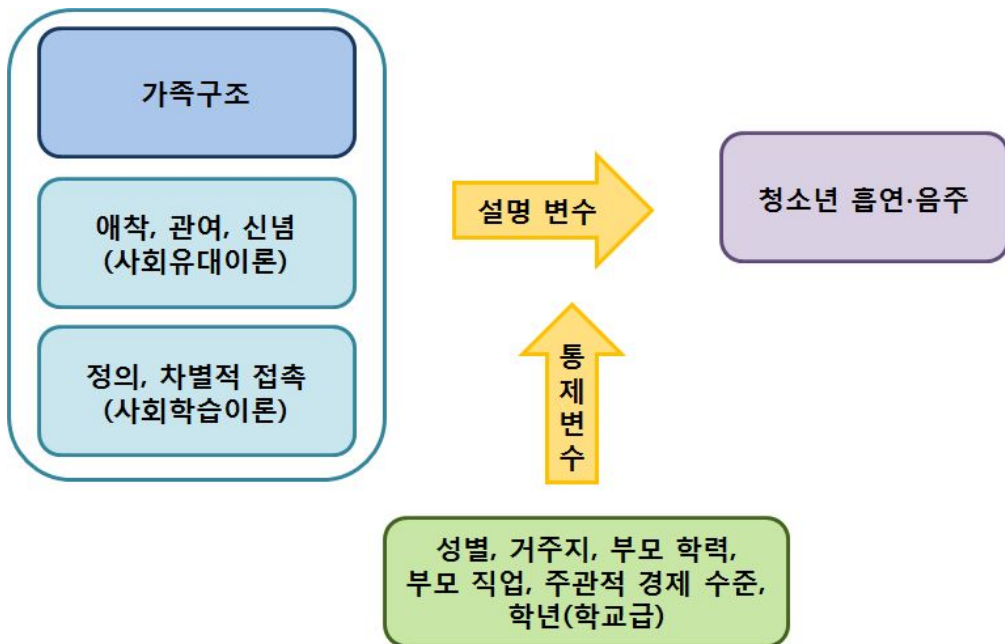 가족구조
애착, 관여, 신념
(사회유대이론)
정의, 차별적 접촉
(사회학습이론)
설명 변수
청소년 흡연·음주
통제변수
성별, 거주지, 부모 학력,
부모 직업, 주관적 경제 수준,
학년(학교급)